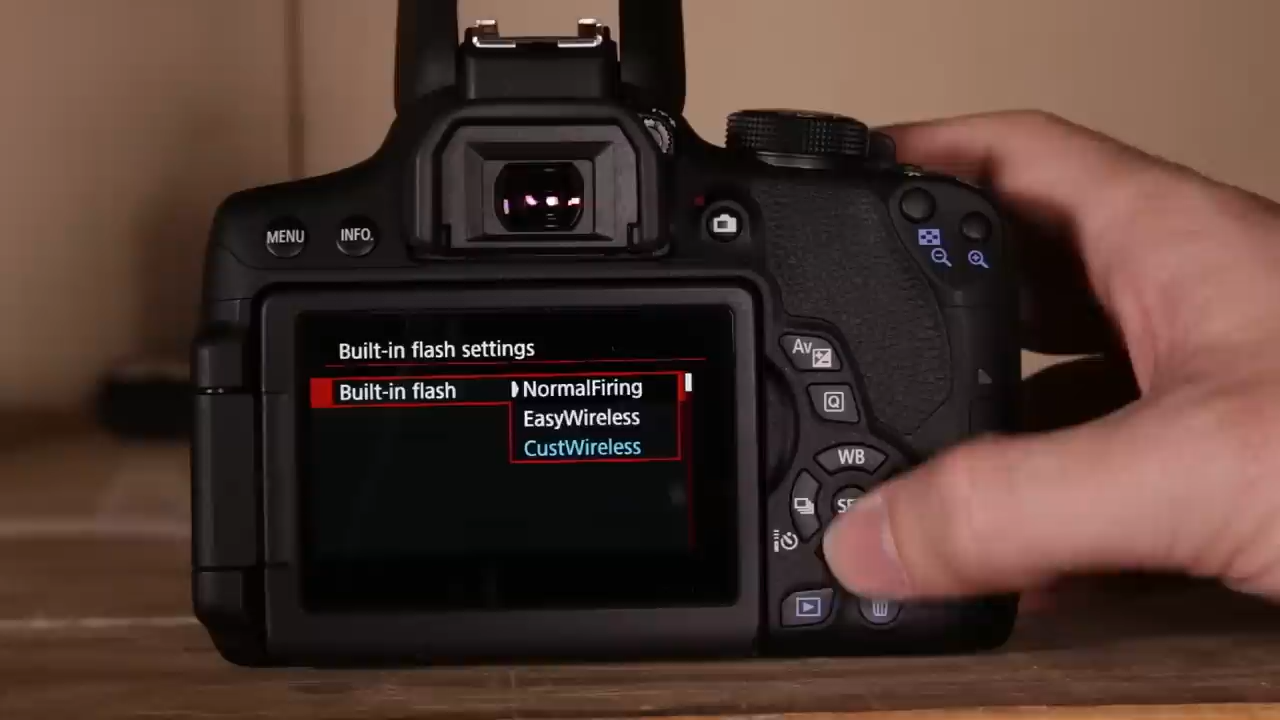 MENU
INFO.
Built-in flash settings
Built-in flash
NormalFiring
EasyWireless
CustWireless
Av
Q
WB